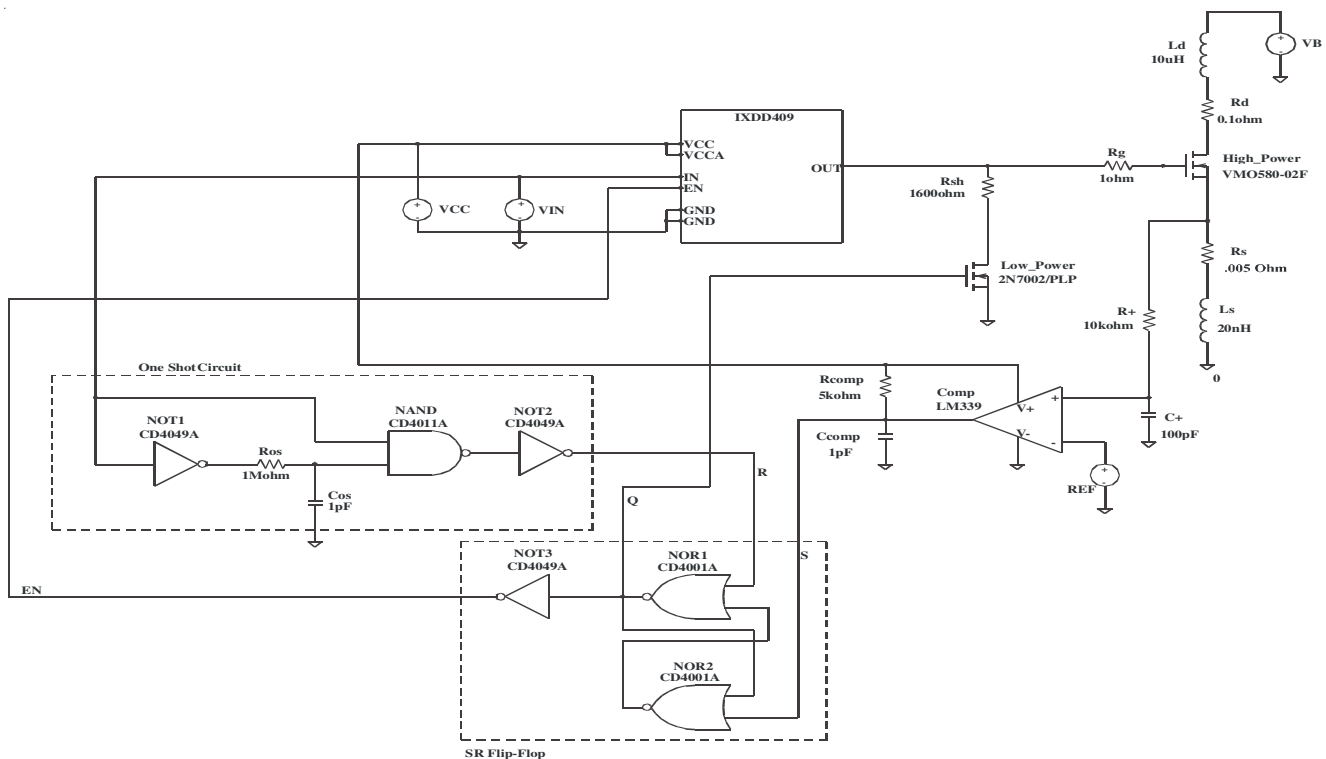 Ld
10uH
+
-
VB
Rd
0.1ohm
IXDD409
VCC
VCCA
IN
EN
GND
GND
OUT
Rg
1ohm
High_Power
VMO580-02F
Rsh
1600ohm
+
-
VCC
+
-
VIN
Low_Power
2N7002/PLP
Rs
.005 Ohm
R+
10kohm
Ls
20nH
0
One Shot Circuit
NOT1
CD4049A
Ros
1Mohm
Cos
1pF
NAND
CD4011A
NOT2
CD4049A
Rcomp
5kohm
Comp
LM339
V+
V-
+
-
C+
100pF
Ccomp
1pF
REF
+
-
R
Q
S
EN
NOT3
CD4049A
NOR1
CD4001A
NOR2
CD4001A
SR Flip-Flop